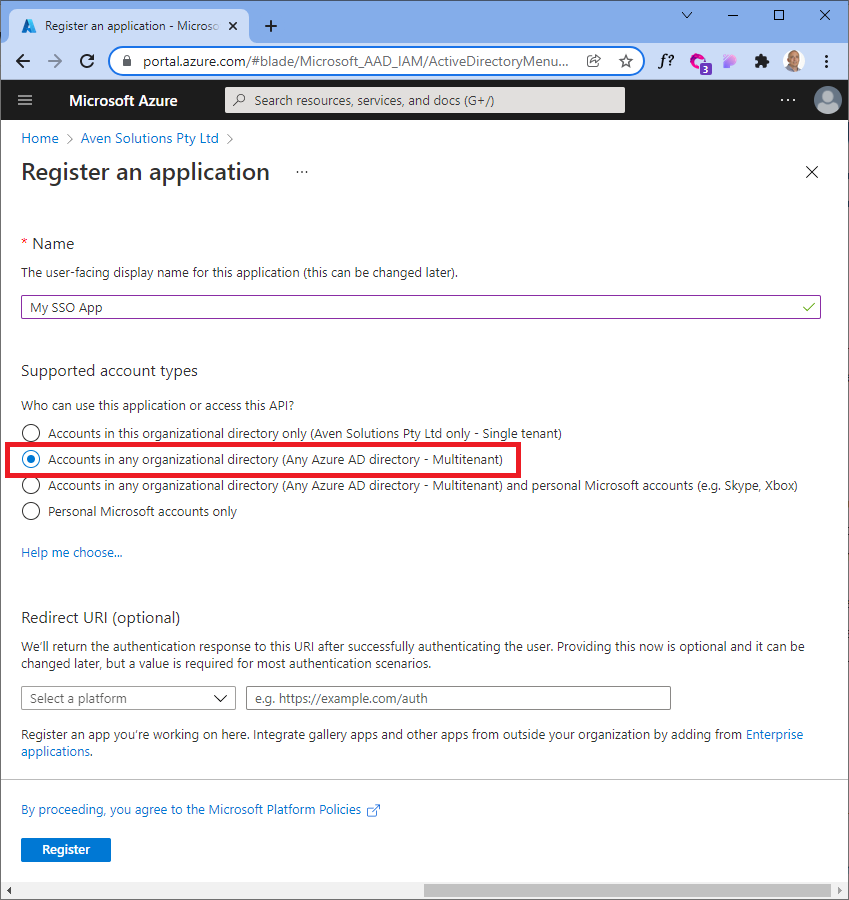 Register an application - Micros
portal.azure.com/#blade/Microsoft_AAD_IAM/ActiveDirectoryMenu...
f?
3
Microsoft Azure
Search resources, services, and docs (G+/)
...
Home > Aven Solutions Pty Ltd >
Register an application ...
* Name
The user-facing display name for this application (this can be changed later).
My SSO App
Supported account types
Who can use this application or access this API?
Accounts in this organizational directory only (Aven Solutions Pty Ltd only - Single tenant)
Accounts in any organizational directory (Any Azure AD directory - Multitenant)
Accounts in any organizational directory (Any Azure AD directory - Multitenant) and personal Microsoft accounts (e.g. Skype, Xbox)
Personal Microsoft accounts only
Help me choose...
Redirect URI (optional)
We'll return the authentication response to this URI after successfully authenticating the user. Providing this now is optional and it can be
changed later, but a value is required for most authentication scenarios.
Select a platform
e.g. https://example.com/auth
Register an app you're working on here. Integrate gallery apps and other apps from outside your organization by adding from Enterprise
applications.
By proceeding, you agree to the Microsoft Platform Policies
Register